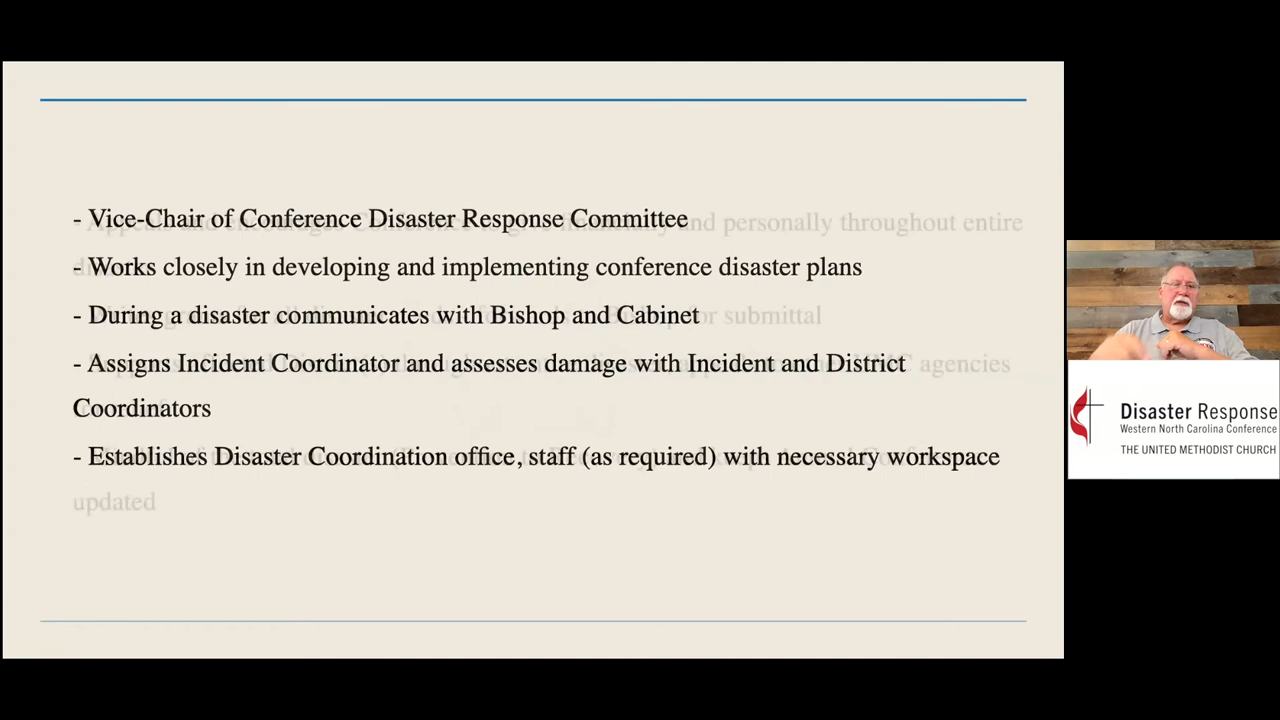 - Vice-Chair of Conference Disaster Response Committee
and personally throughout entire
- Works closely in developing and implementing conference disaster plans
- During a disaster communicates with Bishop and Cabinet
submittal
- Assigns Incident Coordinator and assesses damage with Incident and District
agencies
Coordinators
- Establishes Disaster Coordination office, staff (as required) with necessary workspace
updated
Disaster Response
Western North Carolina Conference
THE UNITED METHODIST CHURCH